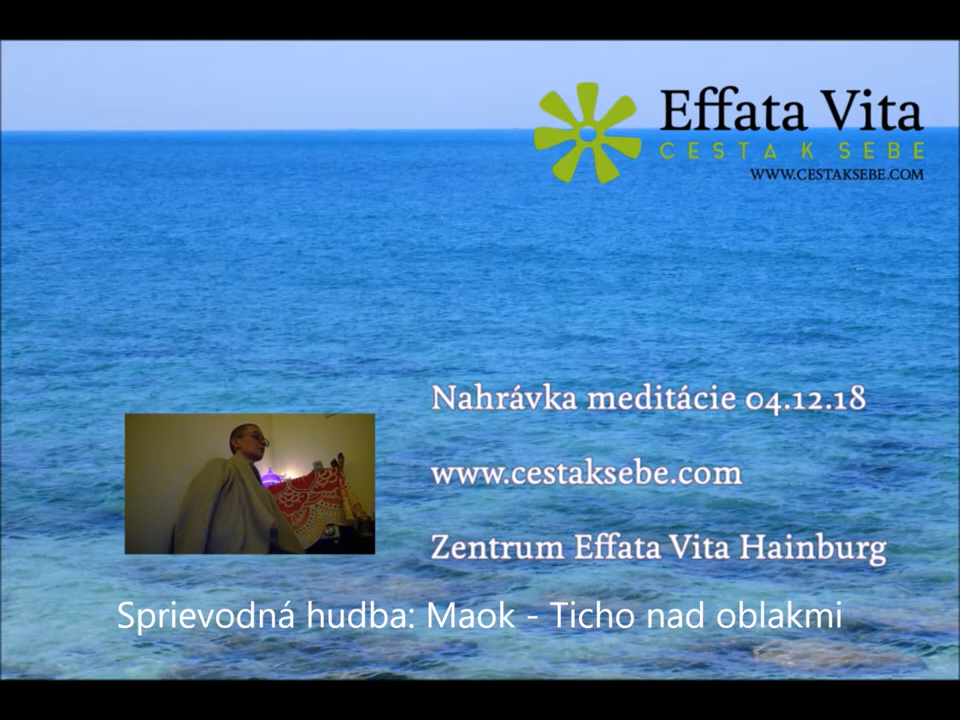 Effata Vita
CESTA K SEBE
WWW.CESTAKSEBE.COM
Nahrávka meditácie 04.12.18
www.cestaksebe.com
Zentrum Effata Vita Hainburg
Sprievodná hudba: Maok - Ticho nad oblakmi